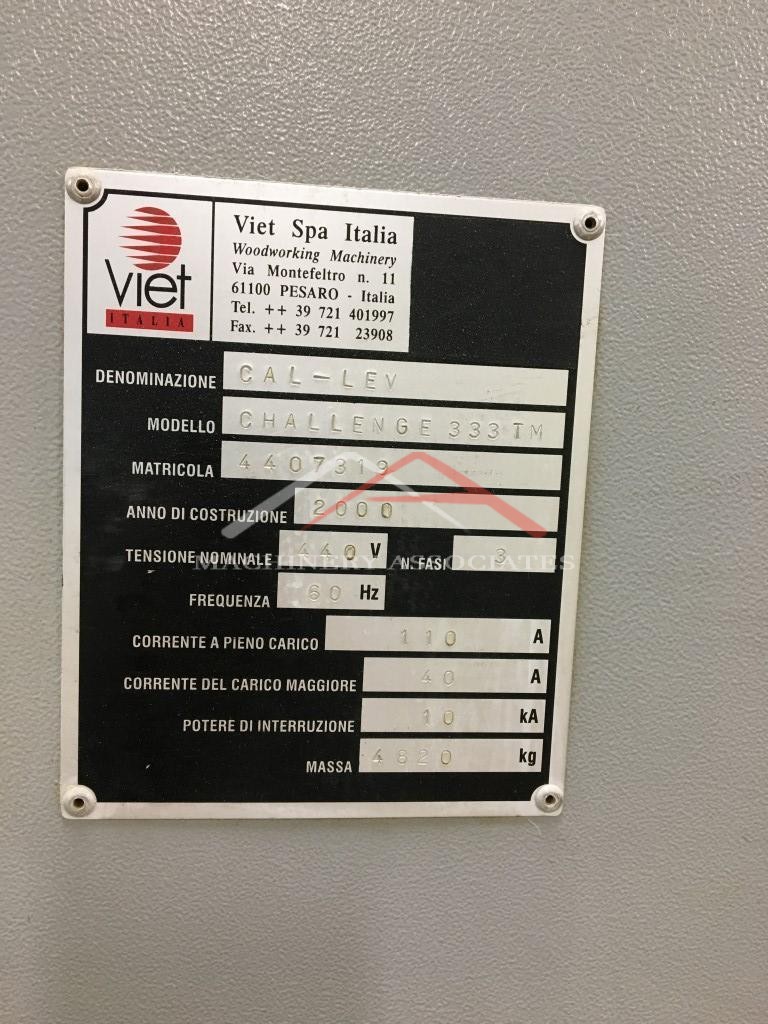 Viet
ITALIA
Viet Spa Italia
Woodworking Machinery
Via Montefeltro n. 11
61100 PESARO - Italia
Tel. ++ 39 721 401997
Fax. ++ 39 721 23908
DENOMINAZIONE CAL-LEV
MODELLO CHALLENGE 333 TM
MATRICOLA 4407319
ANNO DI COSTRUZIONE 2000
TENSIONE NOMINALE 440 V N. FASI 3
MACHINERY ASSOCIATES
FREQUENZA 60 Hz
CORRENTE A PIENO CARICO 110 A
CORRENTE DEL CARICO MAGGIORE 40 A
POTERE DI INTERRUZIONE 10 kA
MASSA 4620 kg